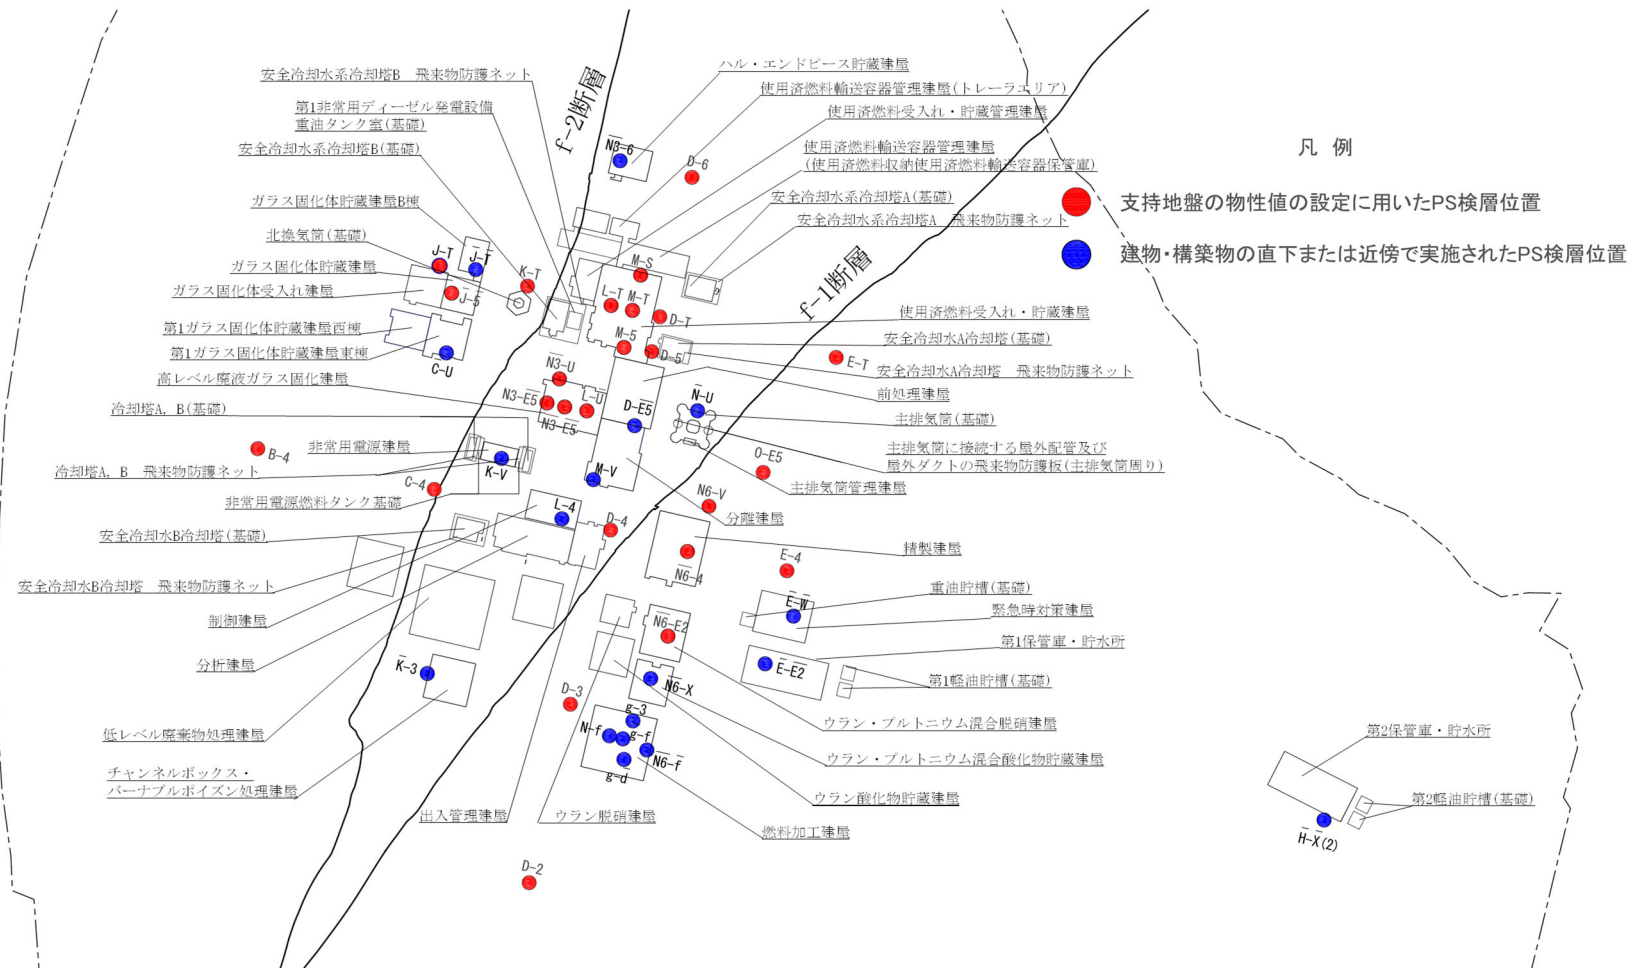 安全冷却水系冷却塔B　飛来物防護ネット
第1非常用ディーゼル発電設備
重油タンク室(基礎)
安全冷却水系冷却塔B(基礎)
ガラス固化体貯蔵建屋B棟
北換気筒(基礎)
ガラス固化体貯蔵建屋
ガラス固化体受入れ建屋
第1ガラス固化体貯蔵建屋西棟
第1ガラス固化体貯蔵建屋東棟
高レベル廃液ガラス固化建屋
冷却塔A, B(基礎)
非常用電源建屋
冷却塔A, B 飛来物防護ネット
非常用電源燃料タンク基礎
安全冷却水B冷却塔(基礎)
安全冷却水B冷却塔　飛来物防護ネット
制御建屋
分析建屋
低レベル廃棄物処理建屋
チャンネルボックス・
バーナブルポイズン処理建屋
出入管理建屋
ウラン脱硝建屋
f-2断層
f-1断層
ハル・エンドピース貯蔵建屋
使用済燃料輸送容器管理建屋(トレーラエリア)
使用済燃料受入れ・貯蔵管理建屋
使用済燃料輸送容器管理建屋
(使用済燃料収納使用済燃料輸送容器保管庫)
安全冷却水系冷却塔A(基礎)
安全冷却水系冷却塔A　飛来物防護ネット
使用済燃料受入れ・貯蔵建屋
安全冷却水A冷却塔(基礎)
安全冷却水A冷却塔　飛来物防護ネット
前処理建屋
主排気筒(基礎)
主排気筒に接続する屋外配管及び
屋外ダクトの飛来物防護板(主排気筒周り)
主排気筒管理建屋
分離建屋
精製建屋
重油貯槽(基礎)
緊急時対策建屋
第1保管庫・貯水所
第1軽油貯槽(基礎)
ウラン・プルトニウム混合脱硝建屋
ウラン・プルトニウム混合酸化物貯蔵建屋
ウラン酸化物貯蔵建屋
燃料加工建屋
第2保管庫・貯水所
第2軽油貯槽(基礎)
凡 例
支持地盤の物性値の設定に用いたPS検層位置
建物・構築物の直下または近傍で実施されたPS検層位置
N3-6
D-6
J-T
J-T
J-5
K-T
M-S
L-T
M-T
D-T
M-5
D-5
C-U
N3-U
N3-E5
L-U
N3-E5
D-E5
N-U
E-T
B-4
K-V
C-4
M-V
O-E5
N6-V
L-4
D-4
N6-4
E-4
E-W
N6-E2
E-E2
K-3
N6-X
D-3
g-3
N-f
g-f
N6-f
g-d
D-2
H-X(2)